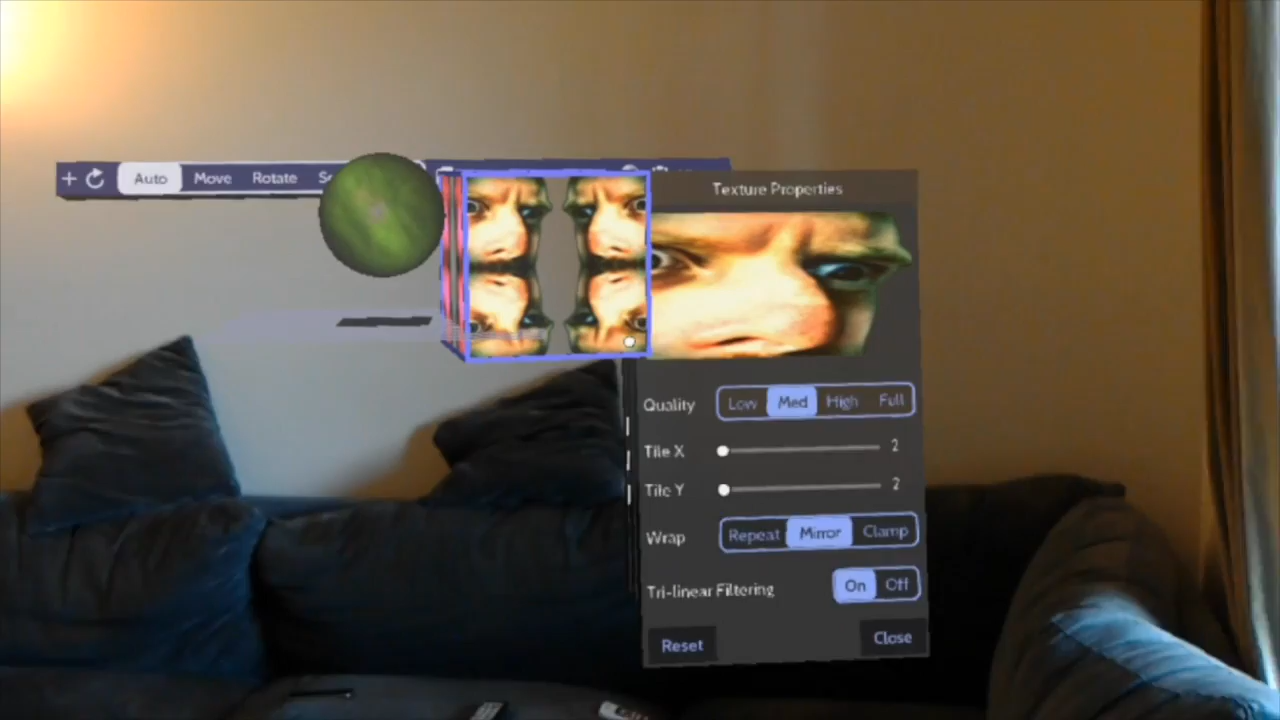 + Auto Move Rotate
Texture Properties
Quality Low Med High Full
Tile X 2
Tile Y 2
Wrap Repeat Mirror Clamp
Tri-linear Filtering On Off
Reset Close